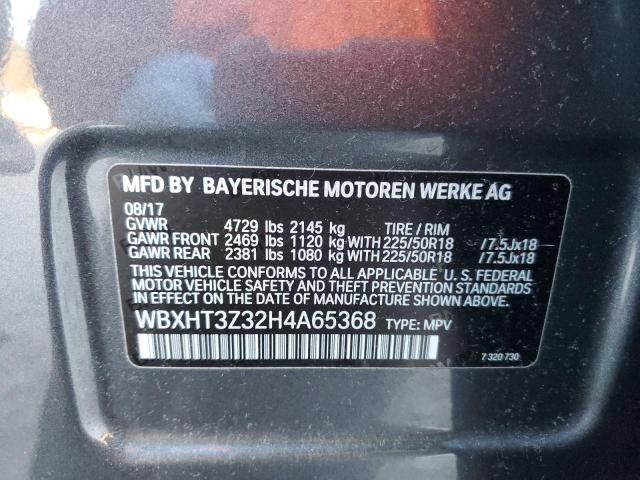 MFD BY BAYERISCHE MOTOREN WERKE AG
08/17
GVWR 4729 lbs 2145 kg TIRE / RIM
GAWR FRONT 2469 lbs 1120 kg WITH 225/50R18 /7.5Jx18
GAWR REAR 2381 lbs 1080 kg WITH 225/50R18 /7.5Jx18
THIS VEHICLE CONFORMS TO ALL APPLICABLE U. S. FEDERAL
MOTOR VEHICLE SAFETY AND THEFT PREVENTION STANDARDS
IN EFFECT ON THE DATE OF MANUFACTURE SHOWN ABOVE.
WBXHT3Z32H4A65368 TYPE: MPV
7 320 730